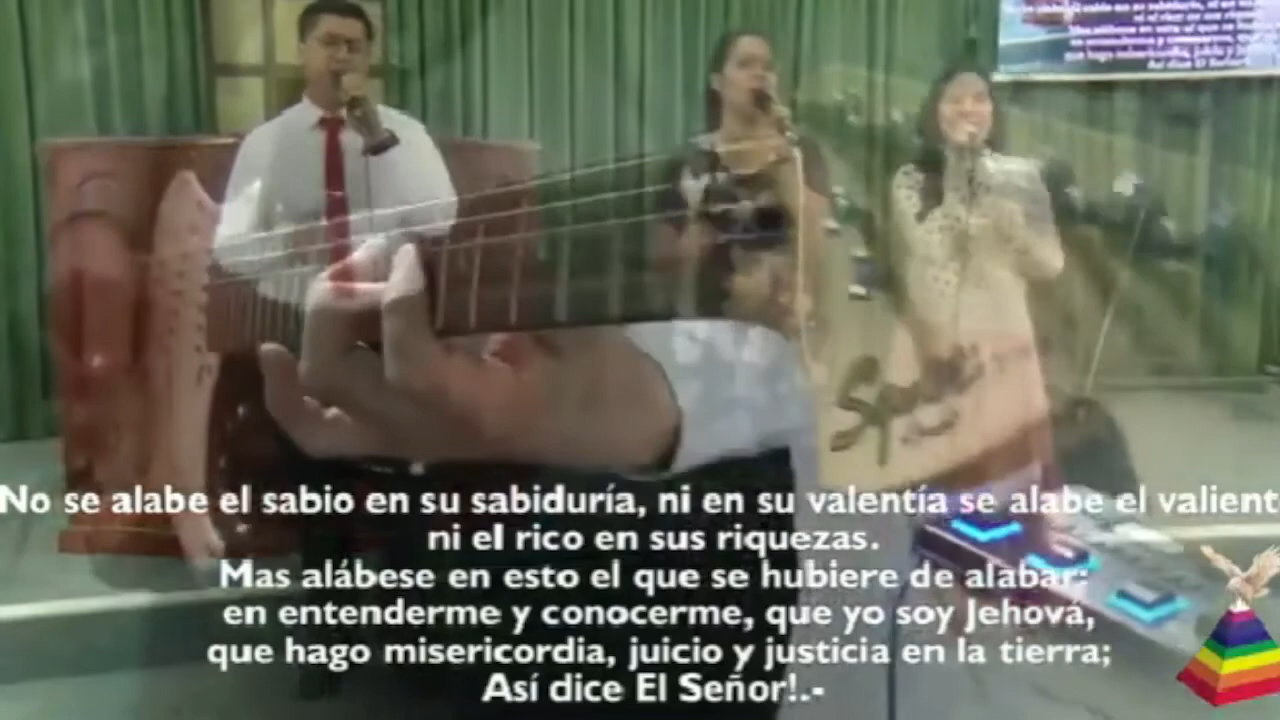 No se alabe el sabio en su sabiduría, ni en su valentía se alabe el valient
ni el rico en sus riquezas.
Mas alábese en esto el que se hubiere de alabar:
en entenderme y conocerme, que yo soy Jehová,
que hago misericordia, juicio y justicia en la tierra;
Así dice El Señor!.-